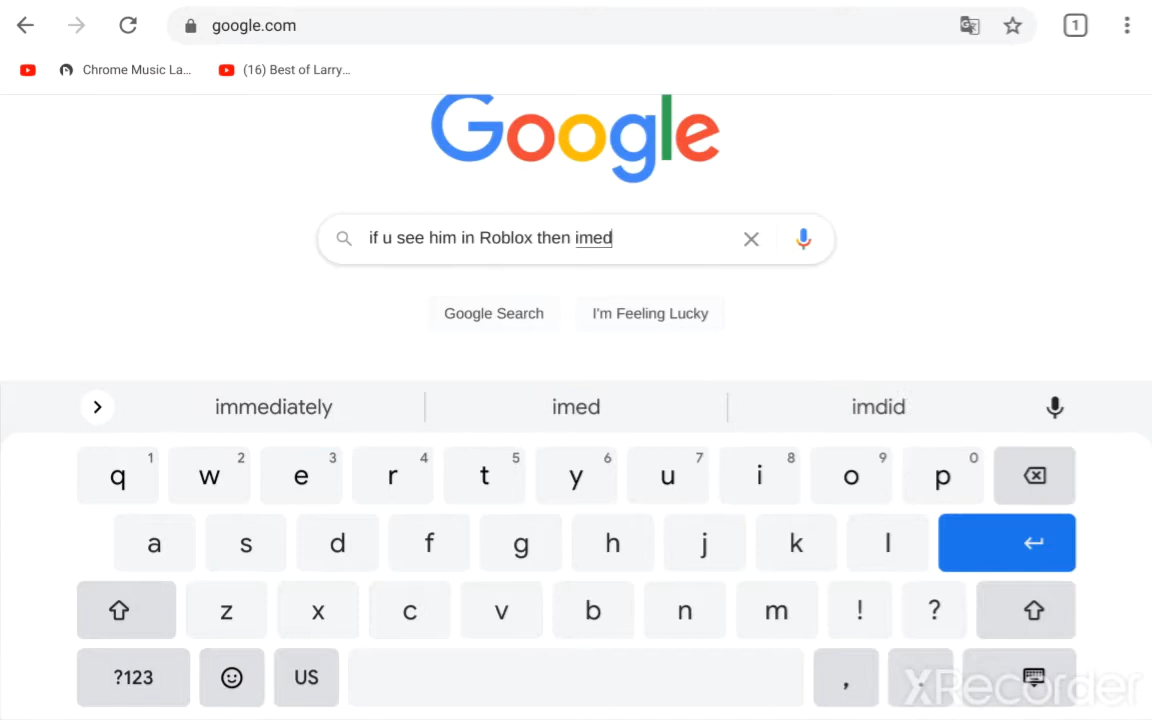 google.com
1
Chrome Music La...
(16) Best of Larry...
Google
if u see him in Roblox then imed
Google Search
I'm Feeling Lucky
immediately imed imdid
q 1 w 2 e 3 r 4 t 5 y 6 u 7 i 8 o 9 p 0
a s d f g h j k l
z x c v b n m ! ?
?123 US , .
XRecorder